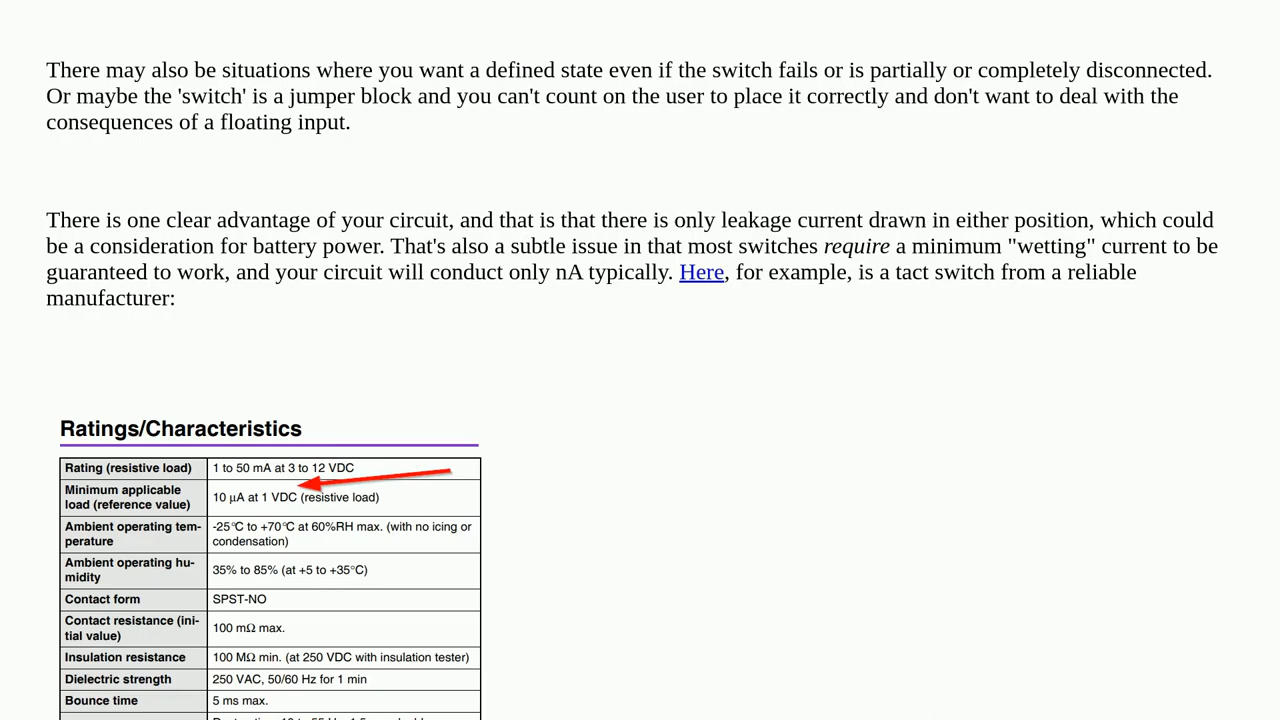 There may also be situations where you want a defined state even if the switch fails or is partially or completely disconnected.
Or maybe the 'switch' is a jumper block and you can't count on the user to place it correctly and don't want to deal with the
consequences of a floating input.
There is one clear advantage of your circuit, and that is that there is only leakage current drawn in either position, which could
be a consideration for battery power. That's also a subtle issue in that most switches require a minimum "wetting" current to be
guaranteed to work, and your circuit will conduct only nA typically. Here, for example, is a tact switch from a reliable
manufacturer:
Ratings/Characteristics
Rating (resistive load) 1 to 50 mA at 3 to 12 VDC
Minimum applicable
load (reference value) 10 µA at 1 VDC (resistive load)
Ambient operating tem-
perature -25°C to +70°C at 60%RH max. (with no icing or
condensation)
Ambient operating hu-
midity 35% to 85% (at +5 to +35°C)
Contact form SPST-NO
Contact resistance (ini-
tial value) 100 mΩ max.
Insulation resistance 100 MΩ min. (at 250 VDC with insulation tester)
Dielectric strength 250 VAC, 50/60 Hz for 1 min
Bounce time 5 ms max.